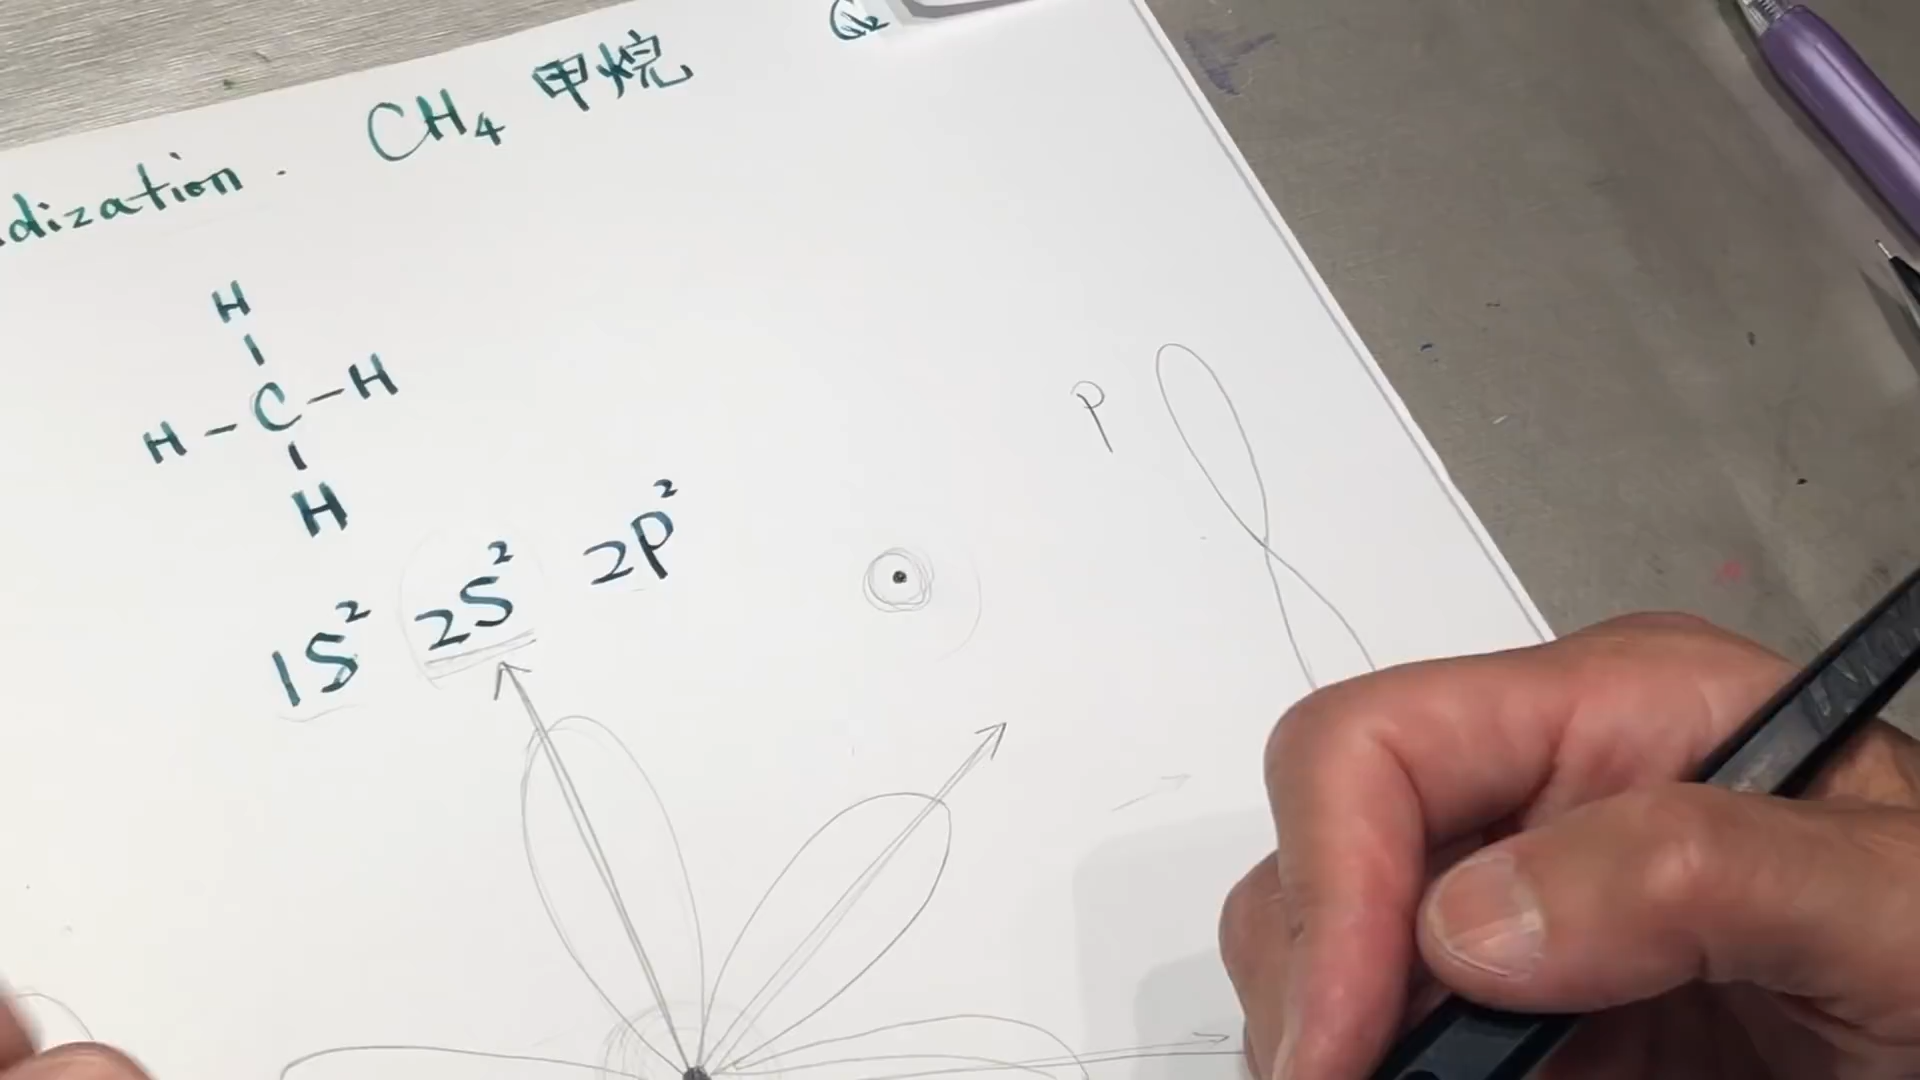 CH₄ 甲烷
dization.
H
H-C-H
H
1S² 2S² 2P²
P